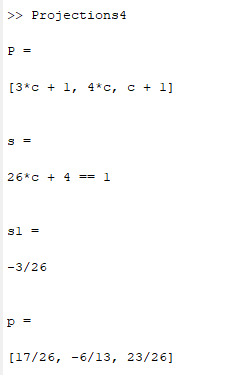 >> Projections4
P =
[3*c + 1, 4*c, c + 1]
s =
26*c + 4 == 1
s1 =
-3/26
p =
[17/26, -6/13, 23/26]